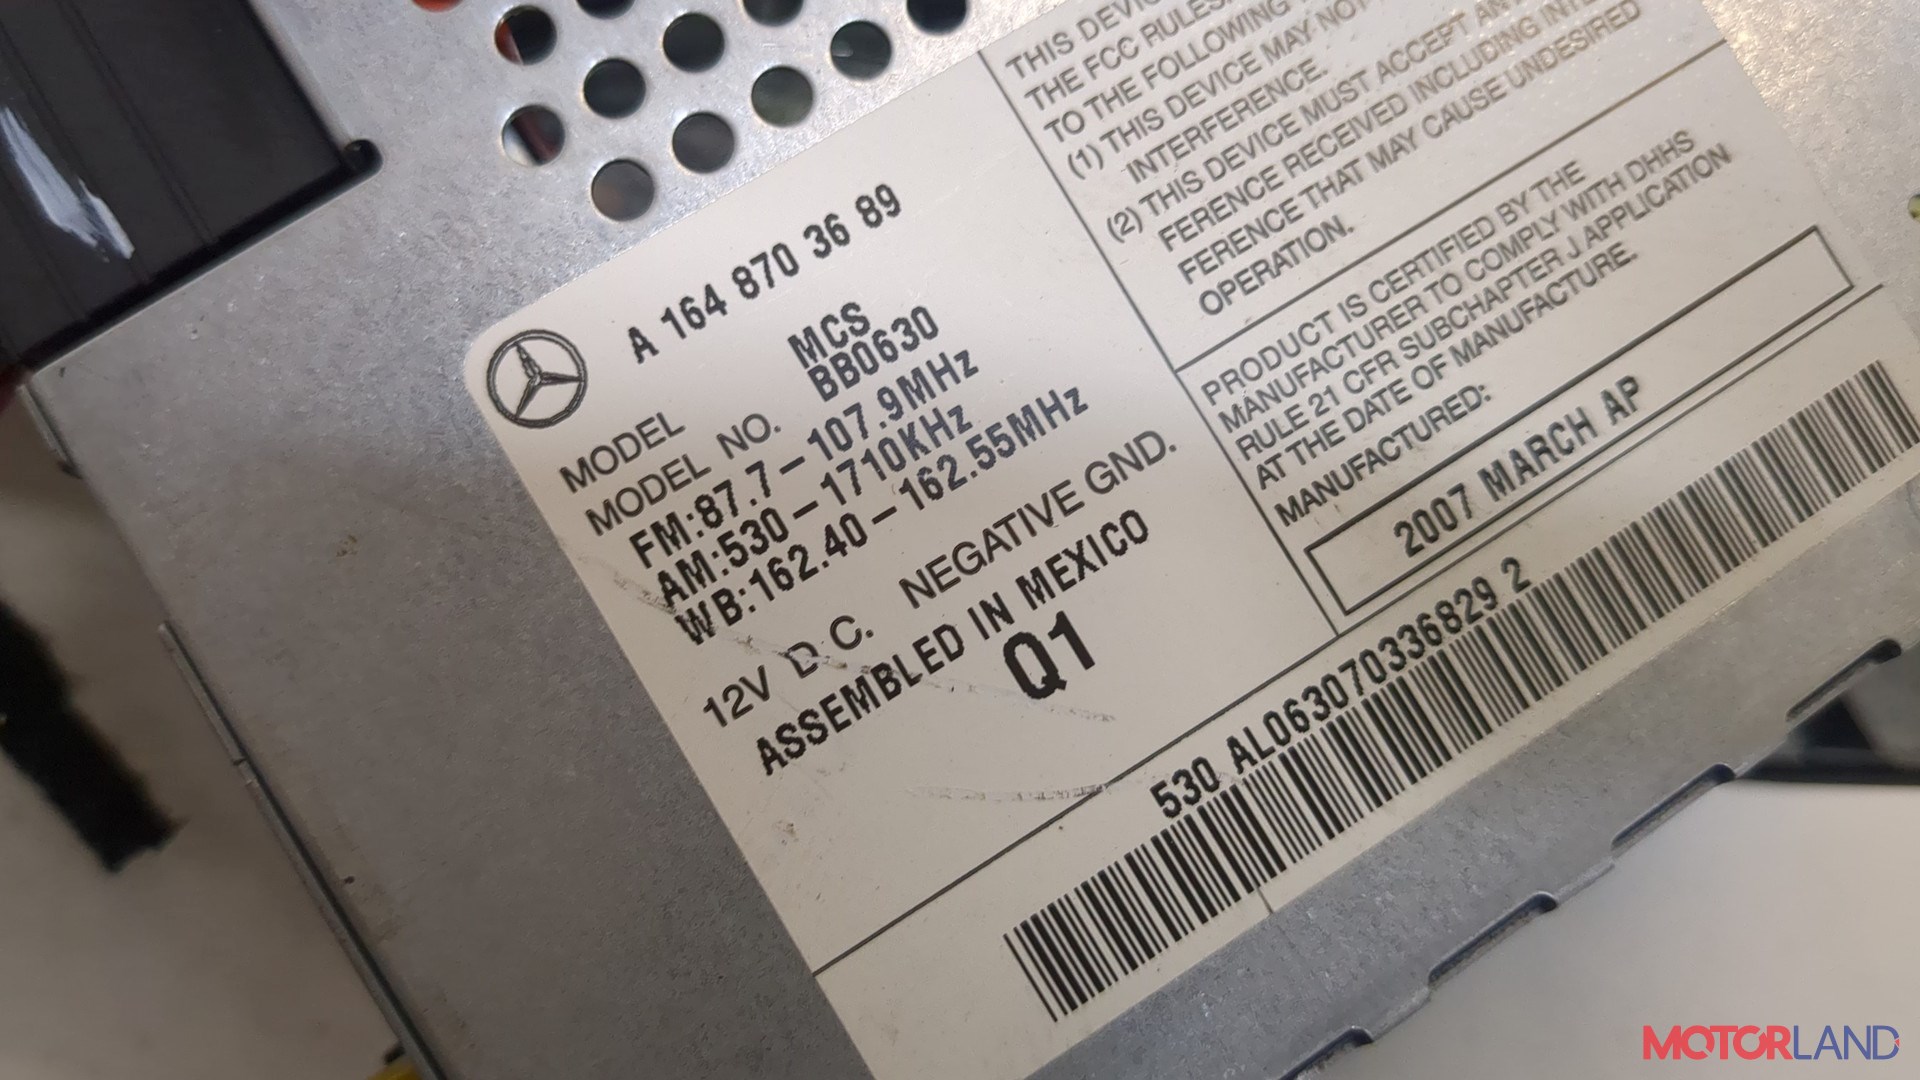 A 164 870 36 89
MODEL MCS
MODEL NO. BB0630
FM:87.7-107.9MHz
AM:530-1710KHz
WB:162.40-162.55MHz
12V D C. NEGATIVE GND.
ASSEMBLED IN MEXICO
Q1
THIS DEVIC
THE FCC RULES
TO THE FOLLOWING
(1) THIS DEVICE MAY NOT
INTERFERENCE.
(2) THIS DEVICE MUST ACCEPT ANY
FERENCE RECEIVED INCLUDING INTE
FERENCE THAT MAY CAUSE UNDESIRED
OPERATION.
PRODUCT IS CERTIFIED BY THE
MANUFACTURER TO COMPLY WITH DHHS
RULE 21 CFR SUBCHAPTER J APPLICATION
AT THE DATE OF MANUFACTURE.
MANUFACTURED:
2007 MARCH AP
530 AL063070336829 2
MOTORLAND